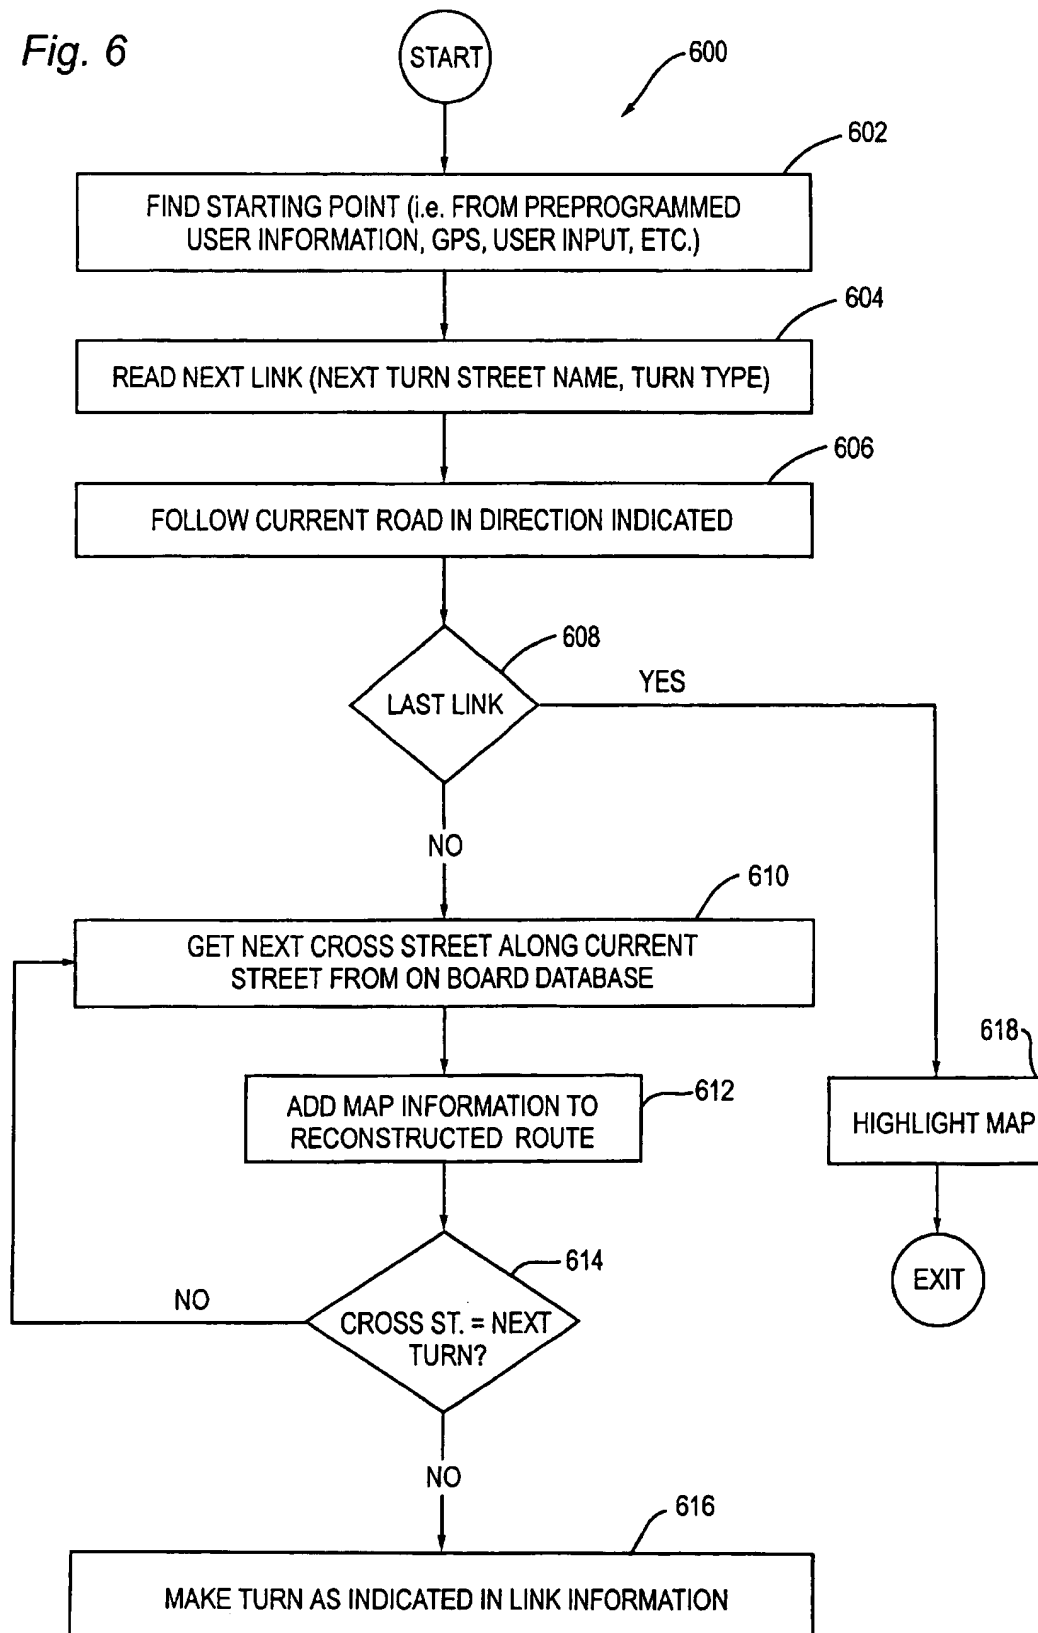 Fig. 6
START
600
602
FIND STARTING POINT (i.e. FROM PREPROGRAMMED
USER INFORMATION, GPS, USER INPUT, ETC.)
604
READ NEXT LINK (NEXT TURN STREET NAME, TURN TYPE)
606
FOLLOW CURRENT ROAD IN DIRECTION INDICATED
608
LAST LINK
YES
NO
610
GET NEXT CROSS STREET ALONG CURRENT
STREET FROM ON BOARD DATABASE
618
612
ADD MAP INFORMATION TO
RECONSTRUCTED ROUTE
HIGHLIGHT MAP
614
EXIT
NO
CROSS ST. = NEXT
TURN?
NO
616
MAKE TURN AS INDICATED IN LINK INFORMATION